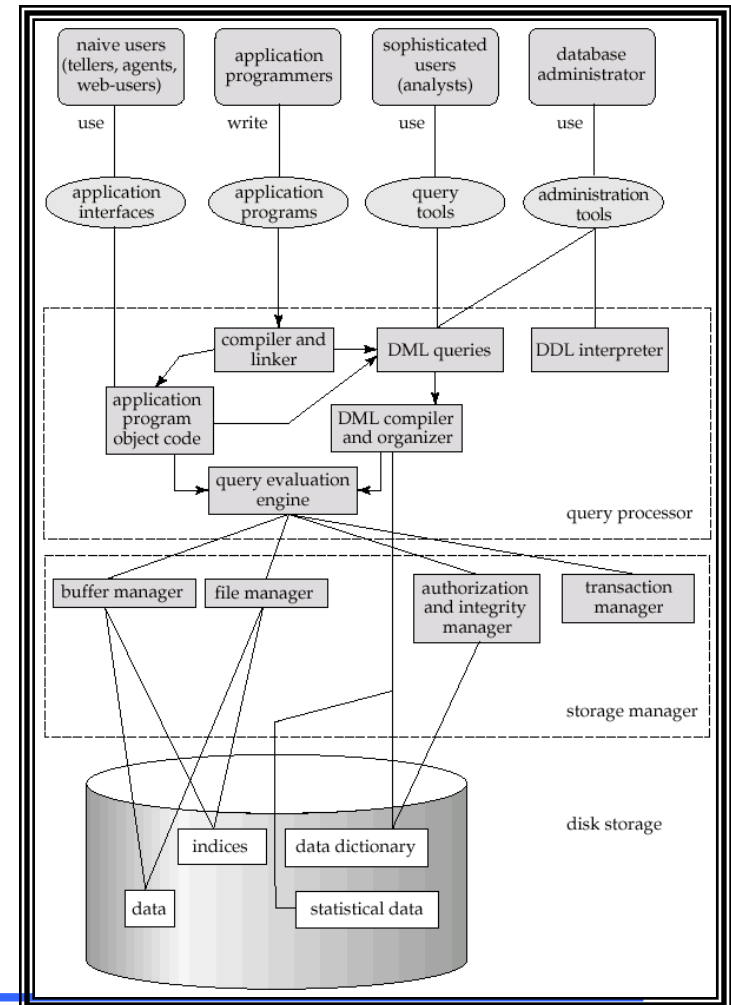 naive users
(tellers, agents,
web-users)
application
programmers
sophisticated
users
(analysts)
database
administrator
use
write
use
use
application
interfaces
application
programs
query
tools
administration
tools
compiler and
linker
DML queries
DDL interpreter
application
program
object code
DML compiler
and organizer
query evaluation
engine
query processor
buffer manager
file manager
authorization
and integrity
manager
transaction
manager
storage manager
disk storage
indices
data dictionary
data
statistical data